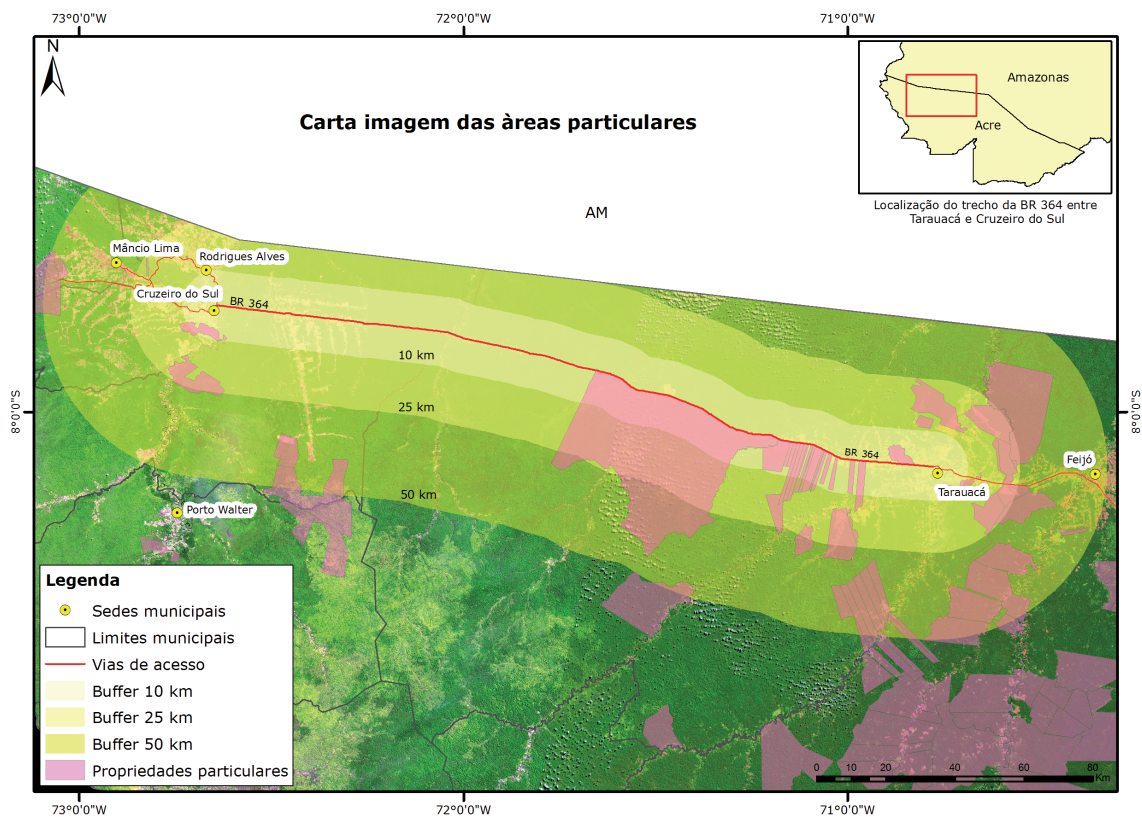 73°0'0"W
72°0'0"W
71°0'0"W
N
Carta imagem das àreas particulares
Amazonas
Acre
Localização do trecho da BR 364 entre
Tarauacá e Cruzeiro do Sul
AM
Mâncio Lima
Rodrigues Alves
Cruzeiro do Sul
BR 364
10 km
25 km
50 km
8°0'0"S
8°0'0"S
BR 364
Feijó
Tarauacá
Porto Walter
Legenda
Sedes municipais
Limites municipais
Vias de acesso
Buffer 10 km
Buffer 25 km
Buffer 50 km
Propriedades particulares
0 10 20 40 60 80
Km
73°0'0"W
72°0'0"W
71°0'0"W